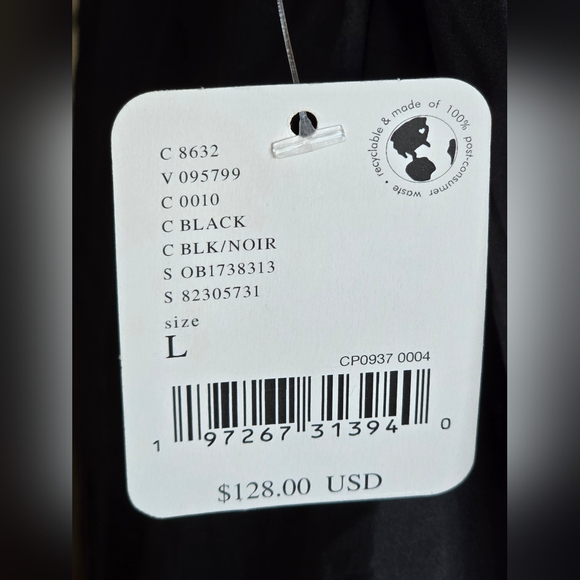 recyclable & made of 100% post-consumer waste •
C 8632
V 095799
C 0010
C BLACK
C BLK/NOIR
S OB1738313
S 82305731
size
L
CP0937 0004
1 97267 31394 0
$128.00 USD